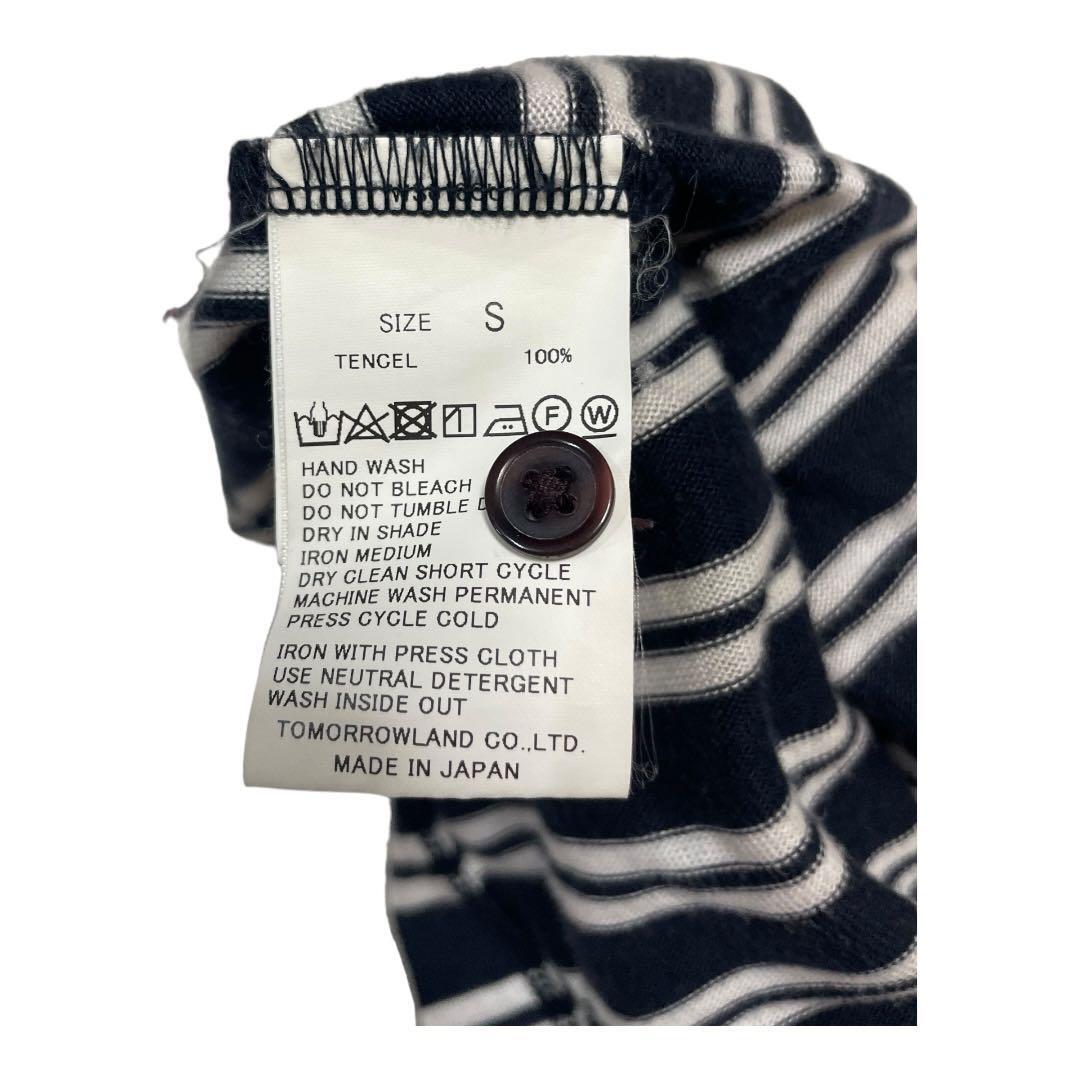 SIZE S
TENCEL 100%
F W
HAND WASH
DO NOT BLEACH
DO NOT TUMBLE D
DRY IN SHADE
IRON MEDIUM
DRY CLEAN SHORT CYCLE
MACHINE WASH PERMANENT
PRESS CYCLE COLD
IRON WITH PRESS CLOTH
USE NEUTRAL DETERGENT
WASH INSIDE OUT
TOMORROWLAND CO.,LTD.
MADE IN JAPAN